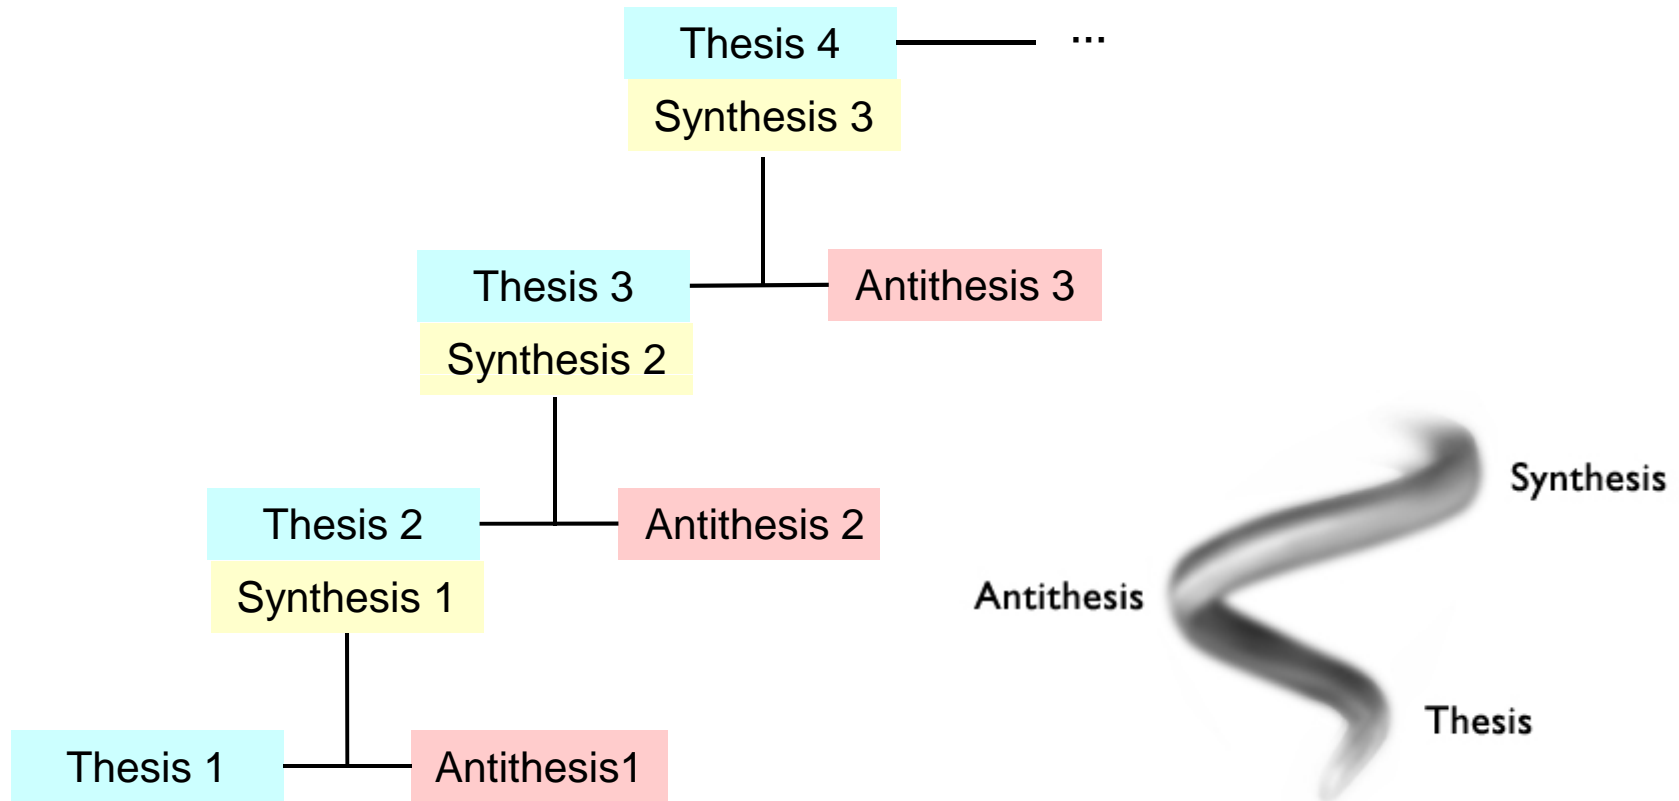 Thesis 4 ...
Synthesis 3
Thesis 3 Antithesis 3
Synthesis 2
Synthesis
Thesis 2 Antithesis 2
Synthesis 1
Antithesis
Thesis
Thesis 1 Antithesis1